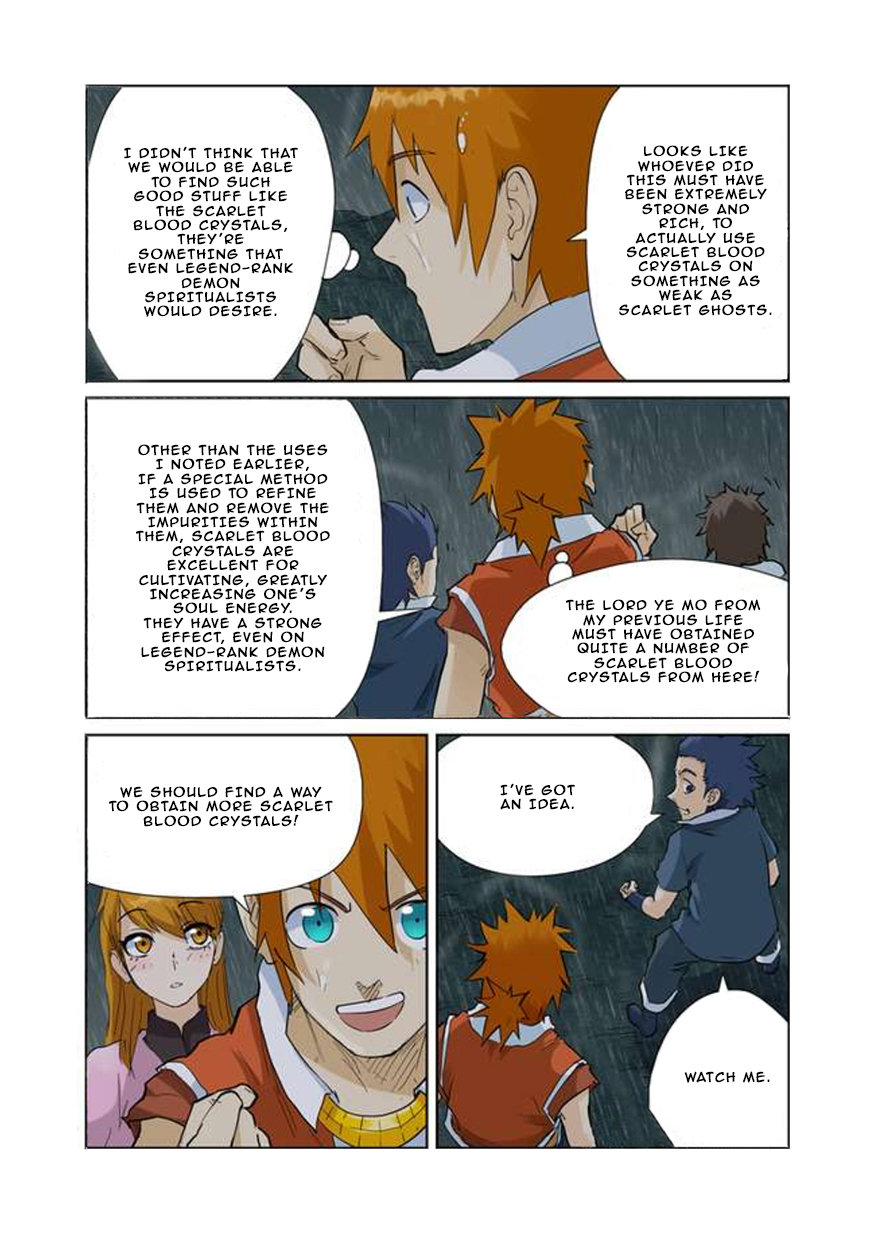 I DIDN'T THINK THAT
WE WOULD BE ABLE
TO FIND SUCH
GOOD STUFF LIKE
THE SCARLET
BLOOD CRYSTALS,
THEY'RE
SOMETHING THAT
EVEN LEGEND-RANK
DEMON
SPIRITUALISTS
WOULD DESIRE.
LOOKS LIKE
WHOEVER DID
THIS MUST HAVE
BEEN EXTREMELY
STRONG AND
RICH, TO
ACTUALLY USE
SCARLET BLOOD
CRYSTALS ON
SOMETHING AS
WEAK AS
SCARLET GHOSTS.
OTHER THAN THE USES
I NOTED EARLIER,
IF A SPECIAL METHOD
IS USED TO REFINE
THEM AND REMOVE THE
IMPURITIES WITHIN
THEM, SCARLET BLOOD
CRYSTALS ARE
EXCELLENT FOR
CULTIVATING, GREATLY
INCREASING ONE'S
SOUL ENERGY.
THEY HAVE A STRONG
EFFECT, EVEN ON
LEGEND-RANK DEMON
SPIRITUALISTS.
THE LORD YE MO FROM
MY PREVIOUS LIFE
MUST HAVE OBTAINED
QUITE A NUMBER OF
SCARLET BLOOD
CRYSTALS FROM HERE!
WE SHOULD FIND A WAY
TO OBTAIN MORE SCARLET
BLOOD CRYSTALS!
I'VE GOT
AN IDEA.
WATCH ME.